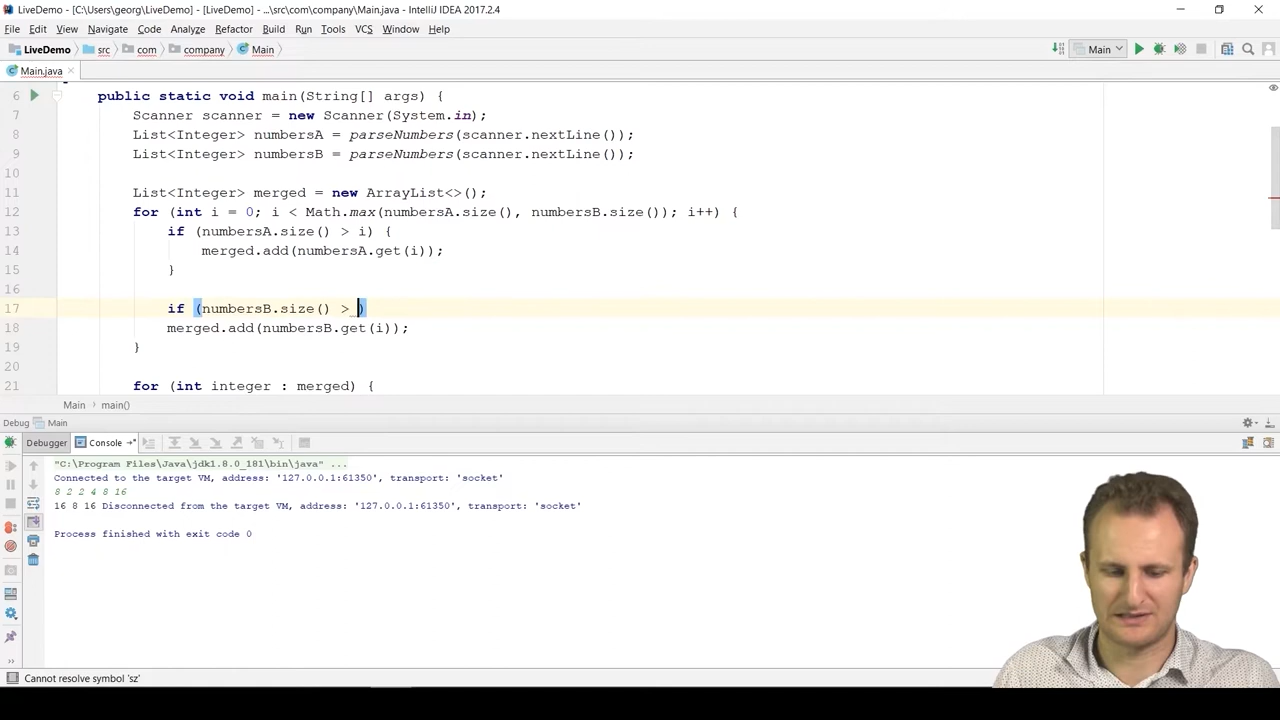 LiveDemo - [C:\Users\georg\LiveDemo] - [LiveDemo] - ...\src\com\company\Main.java - IntelliJ IDEA 2017.2.4
File Edit View Navigate Code Analyze Refactor Build Run Tools VCS Window Help
LiveDemo src com company Main Main
Main.java
6 public static void main(String[] args) {
7 Scanner scanner = new Scanner(System.in);
8 List<Integer> numbersA = parseNumbers(scanner.nextLine());
9 List<Integer> numbersB = parseNumbers(scanner.nextLine());
10
11 List<Integer> merged = new ArrayList<>();
12 for (int i = 0; i < Math.max(numbersA.size(), numbersB.size()); i++) {
13 if (numbersA.size() > i) {
14 merged.add(numbersA.get(i));
15 }
16
17 if (numbersB.size() > )
18 merged.add(numbersB.get(i));
19 }
20
21 for (int integer : merged) {
Main main()
Debug Main
Debugger Console
"C:\Program Files\Java\jdk1.8.0_181\bin\java" ...
Connected to the target VM, address: '127.0.0.1:61350', transport: 'socket'
8 2 2 4 8 16
16 8 16 Disconnected from the target VM, address: '127.0.0.1:61350', transport: 'socket'
Process finished with exit code 0
Cannot resolve symbol 'sz'